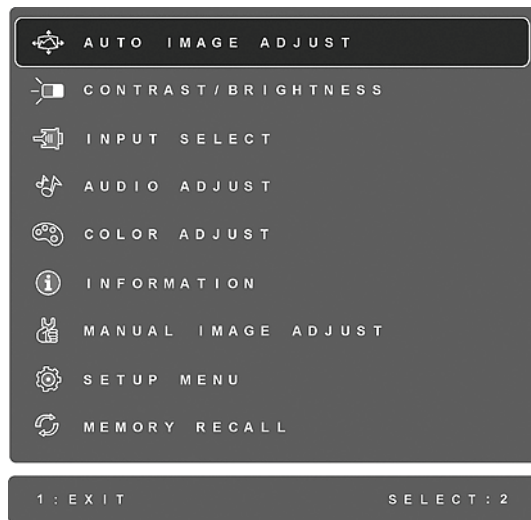 AUTO IMAGE ADJUST
CONTRAST/BRIGHTNESS
INPUT SELECT
AUDIO ADJUST
COLOR ADJUST
INFORMATION
MANUAL IMAGE ADJUST
SETUP MENU
MEMORY RECALL
1:EXIT SELECT:2